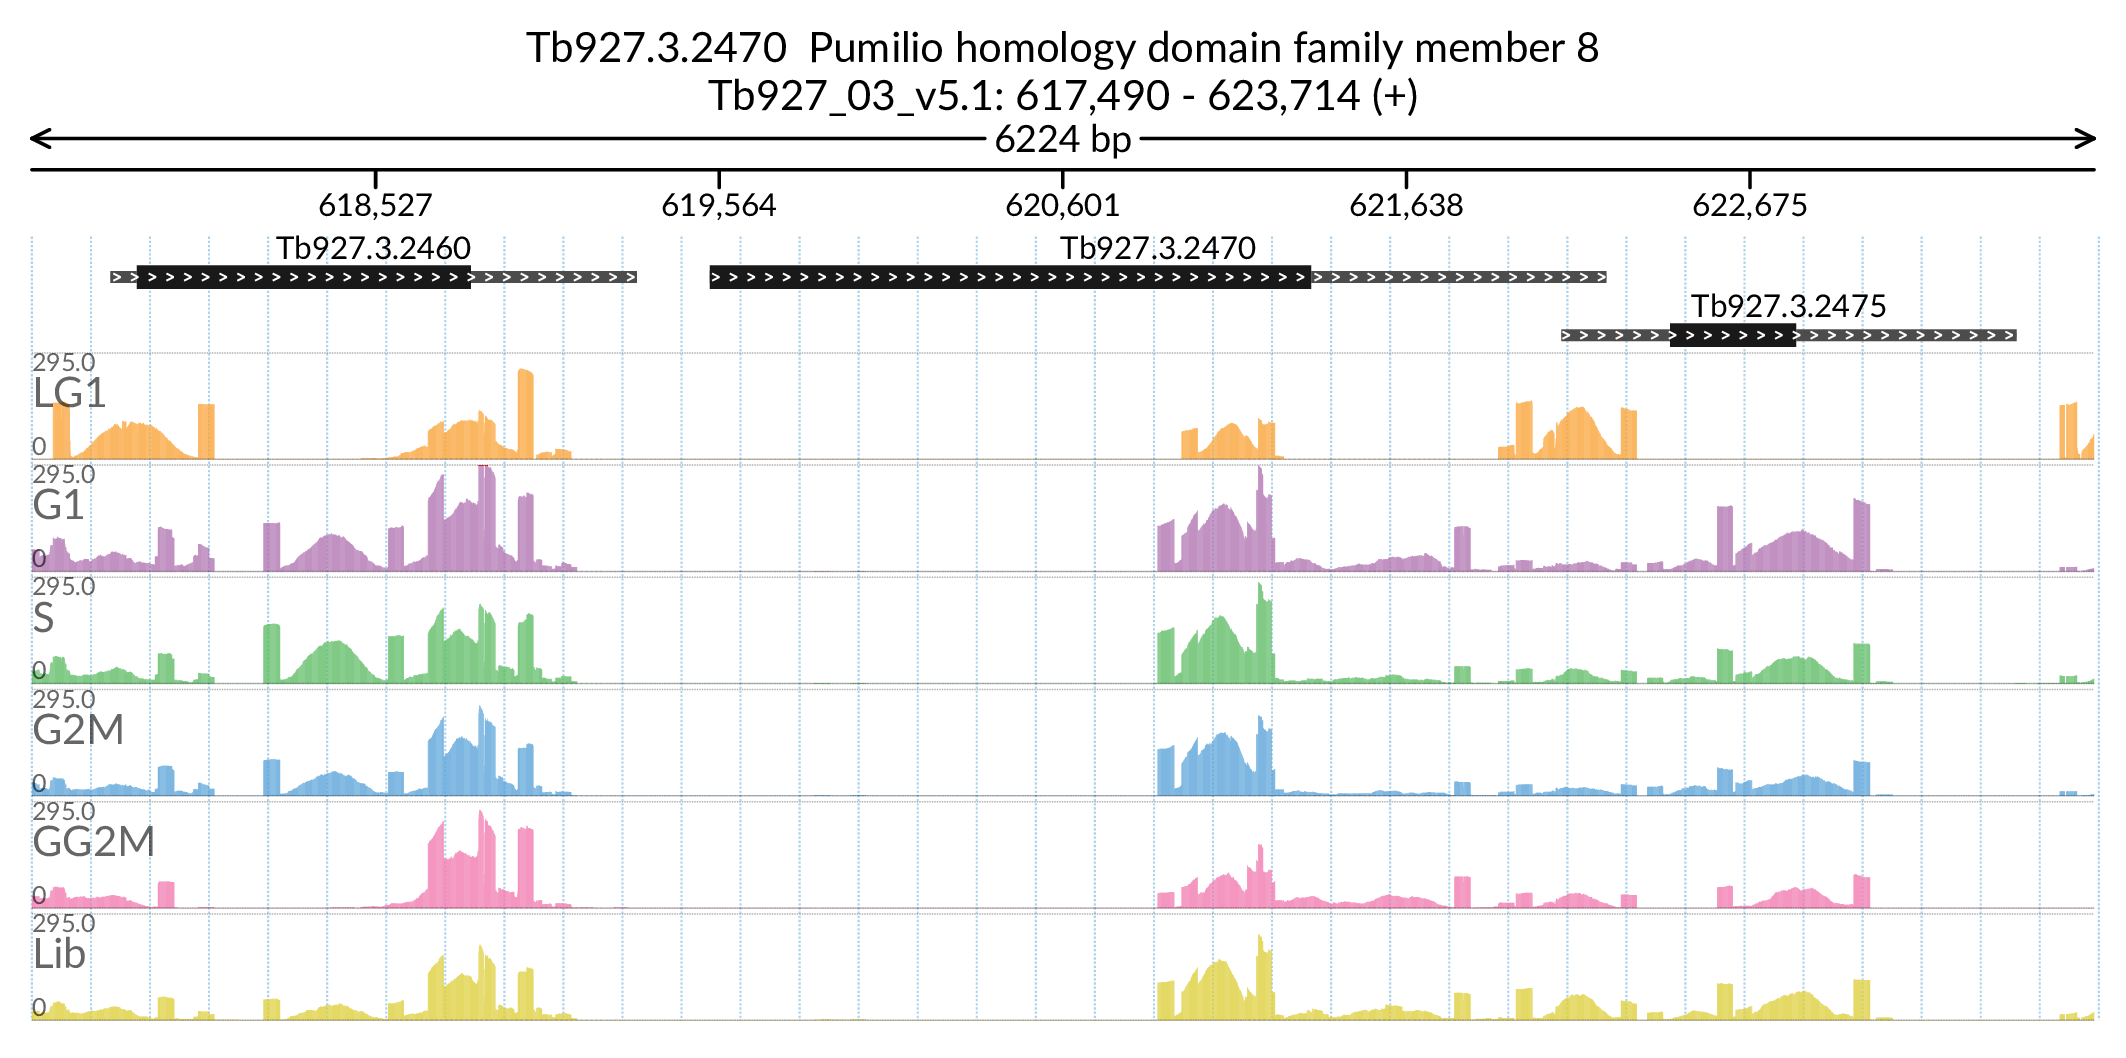 Tb927.3.2470  Pumilio homology domain family member 8
Tb927_03_v5.1: 617,490 - 623,714 (+)
6224 bp
618,527 619,564 620,601 621,638 622,675
Tb927.3.2460 Tb927.3.2470
Tb927.3.2475
295.0
LG1
0
295.0
G1
0
295.0
S
0
295.0
G2M
0
295.0
GG2M
0
295.0
Lib
0